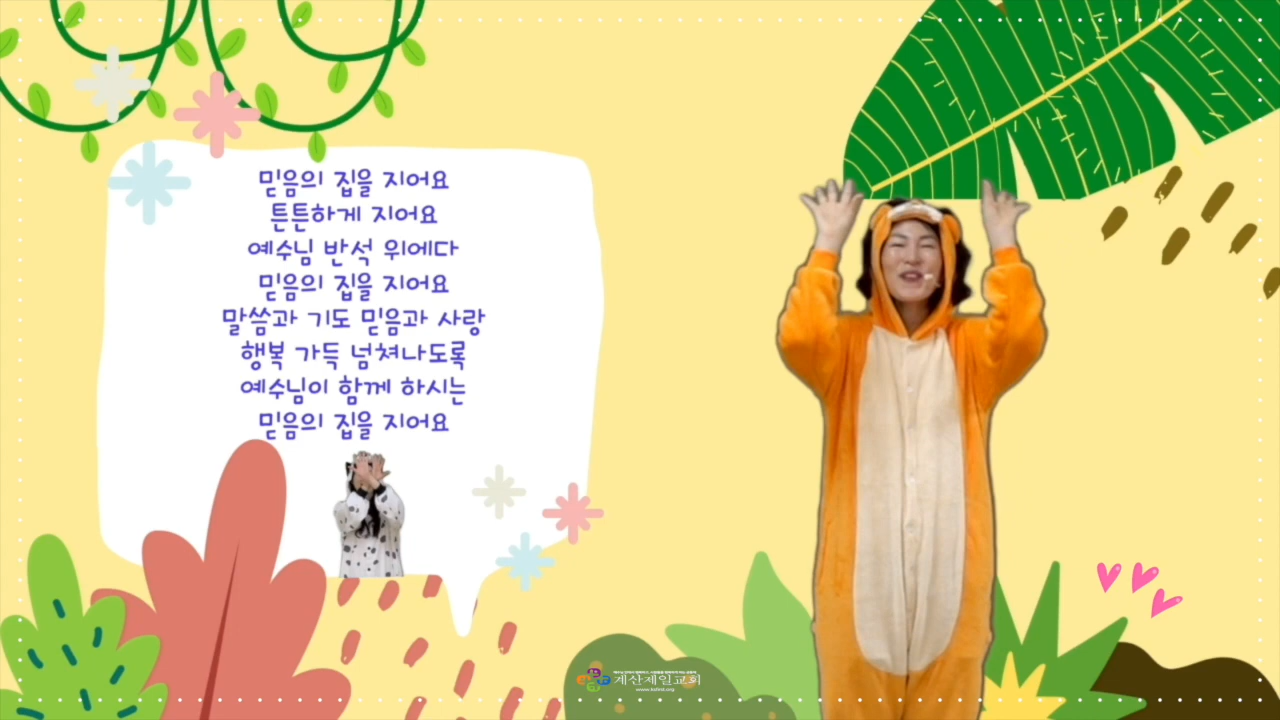 믿음의 집을 지어요
튼튼하게 지어요
예수님 반석 위에다
믿음의 집을 지어요
말씀과 기도 믿음과 사랑
행복 가득 넘쳐나도록
예수님이 함께 하시는
믿음의 집을 지어요
계산제일교회
www.ksfirst.org